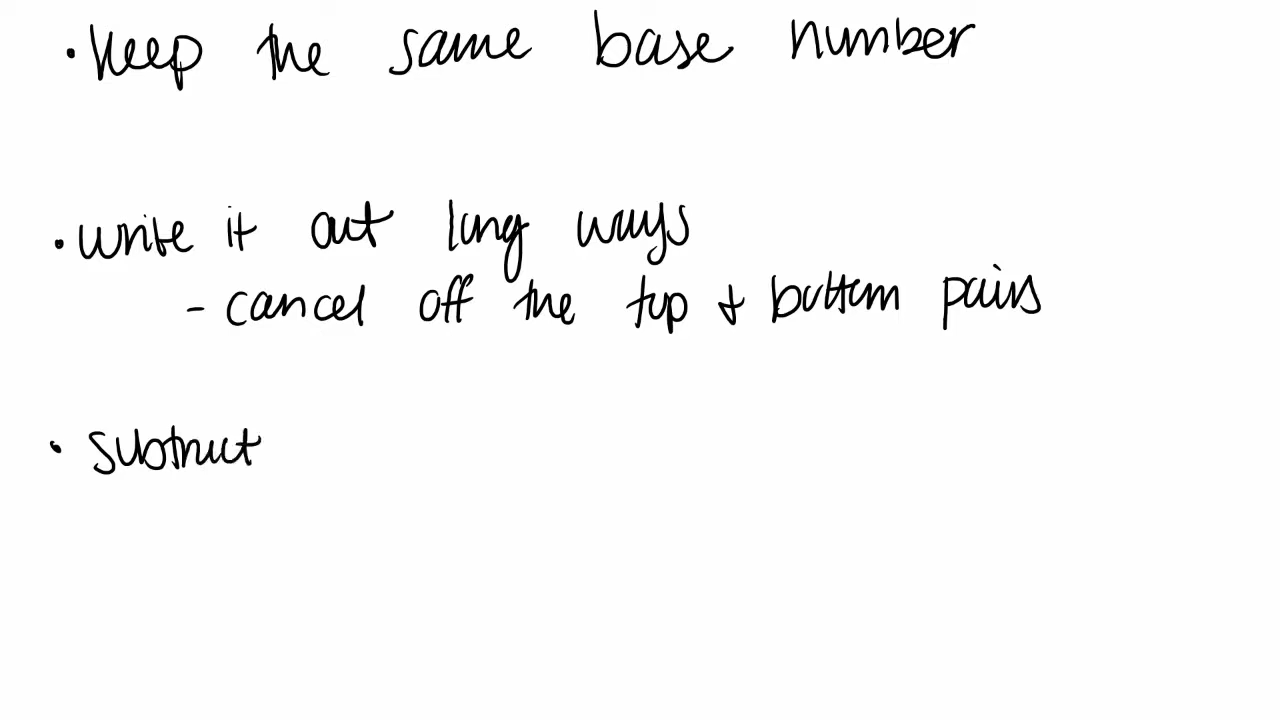 • keep the same base number
• write it out long ways
- cancel off the top + bottom pairs
• subtract